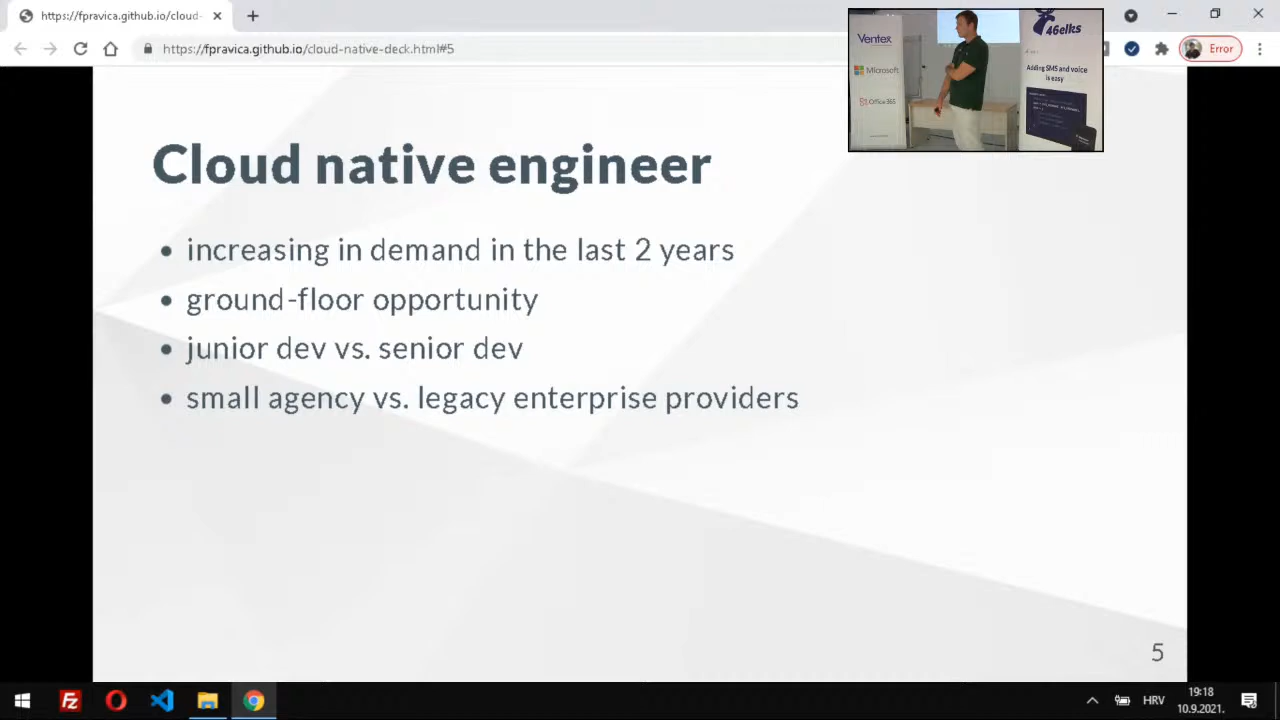 https://fpravica.github.io/cloud-
https://fpravica.github.io/cloud-native-deck.html#5
Error
Ventex
Microsoft
Office 365
46elks
Adding SMS and voice
is easy
Cloud native engineer
• increasing in demand in the last 2 years
• ground-floor opportunity
• junior dev vs. senior dev
• small agency vs. legacy enterprise providers
5
Fz
HRV
19:18
10.9.2021.